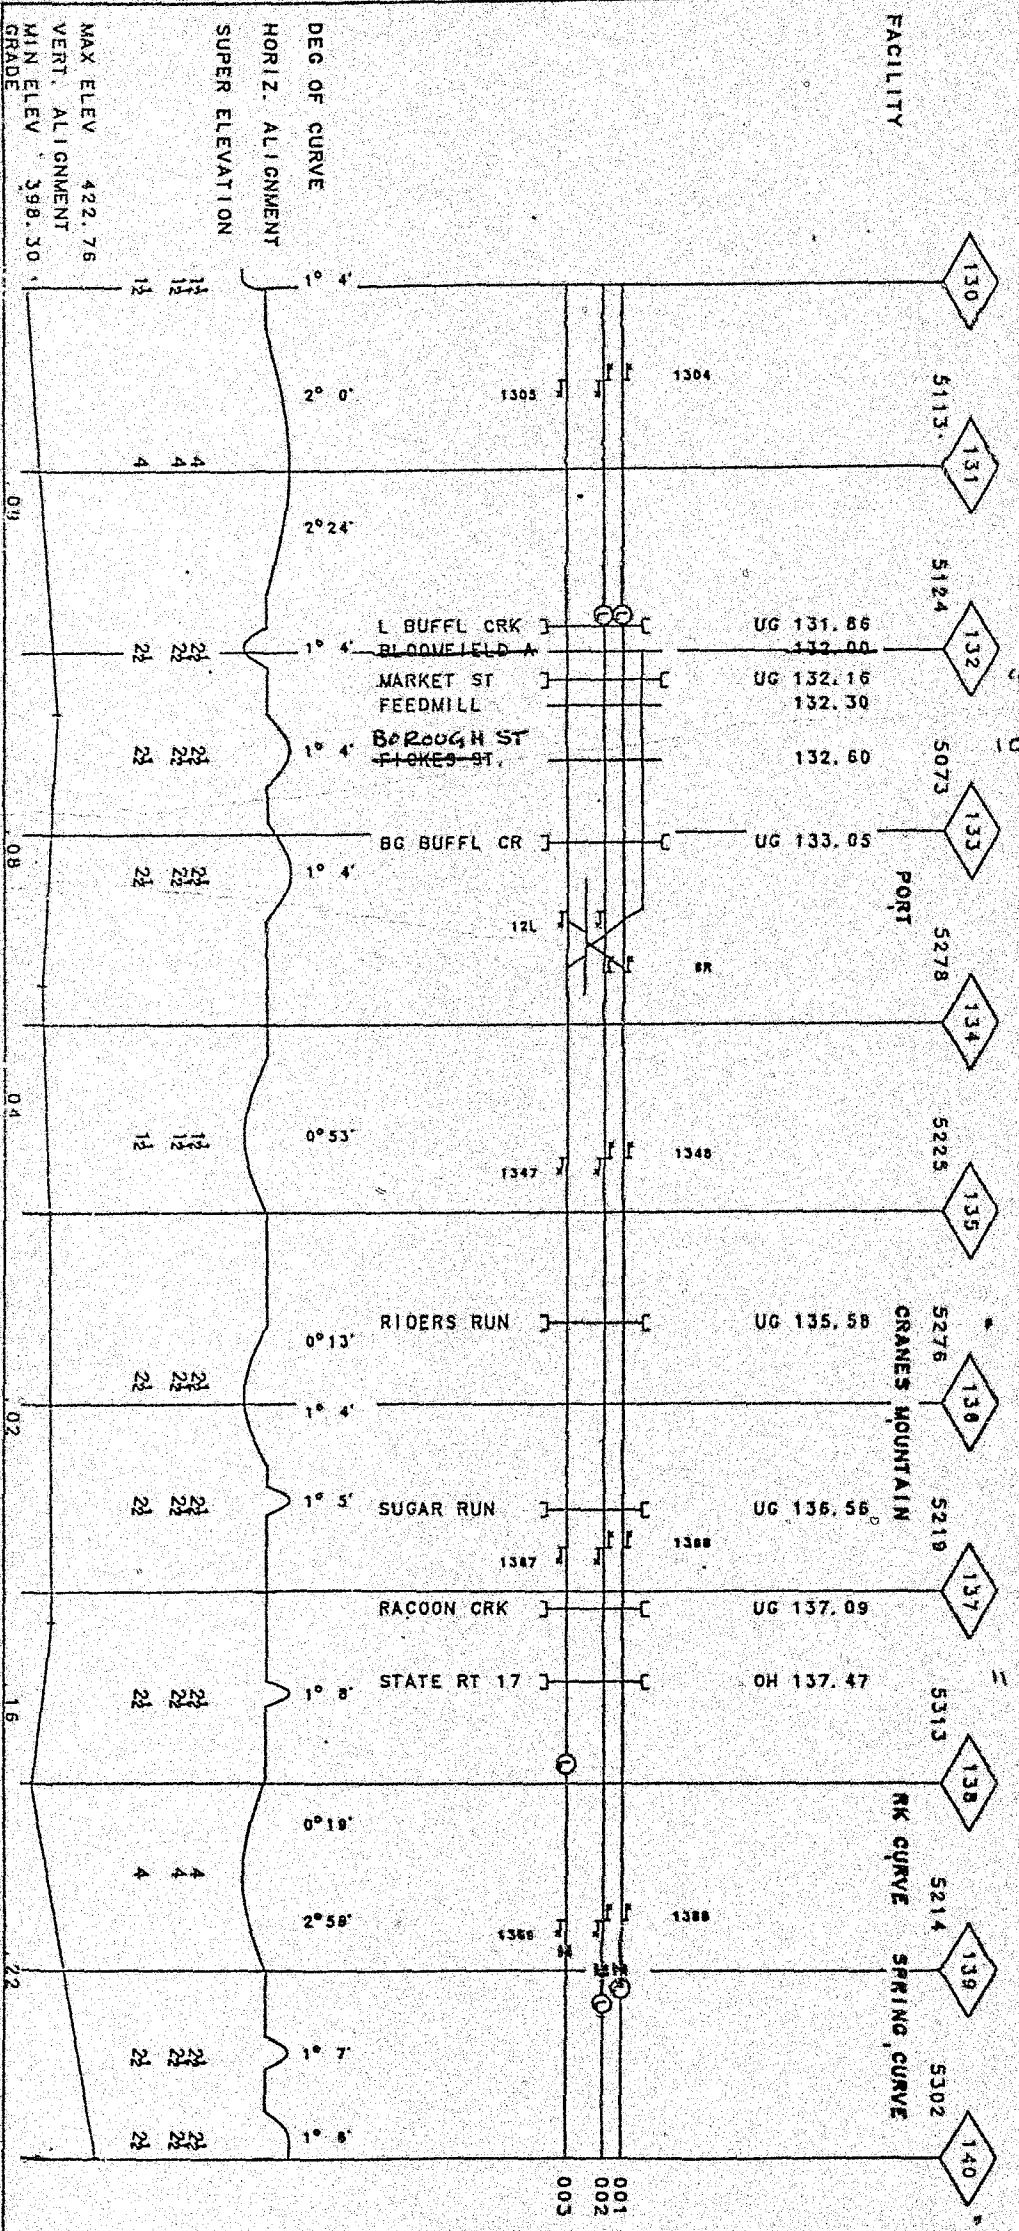 FACILITY
130
5113.
131
5124
132
5073
133
5278
134
5225
135
5276
136
5219
137
5313
138
5214
139
5302
140
PORT
CRANES MOUNTAIN
RK CURVE
SPRING CURVE
1304
1305
L BUFFL CRK UG 131.86
BLOOMFIELD A 132.00
MARKET ST UG 132.16
FEEDMILL 132.30
BOROUGH ST
FICKES ST. 132.60
BG BUFFL CR UG 133.05
12L
1347
RIDERS RUN UG 135.58
SUGAR RUN UG 136.56
1367
RACOON CRK UG 137.09
STATE RT 17 OH 137.47
001
002
003
DEG OF CURVE
1° 4'
2° 0'
2°24'
1° 4'
1° 4'
1° 4'
0°53'
0°13'
1° 4'
1° 5'
1° 8'
0°19'
2°58'
1° 7'
1° 6'
HORIZ. ALIGNMENT
SUPER ELEVATION
4 4 4
4 4 4
MAX ELEV 422.76
VERT. ALIGNMENT
MIN ELEV 398.30
GRADE
.08
.04
.02
.16
.22